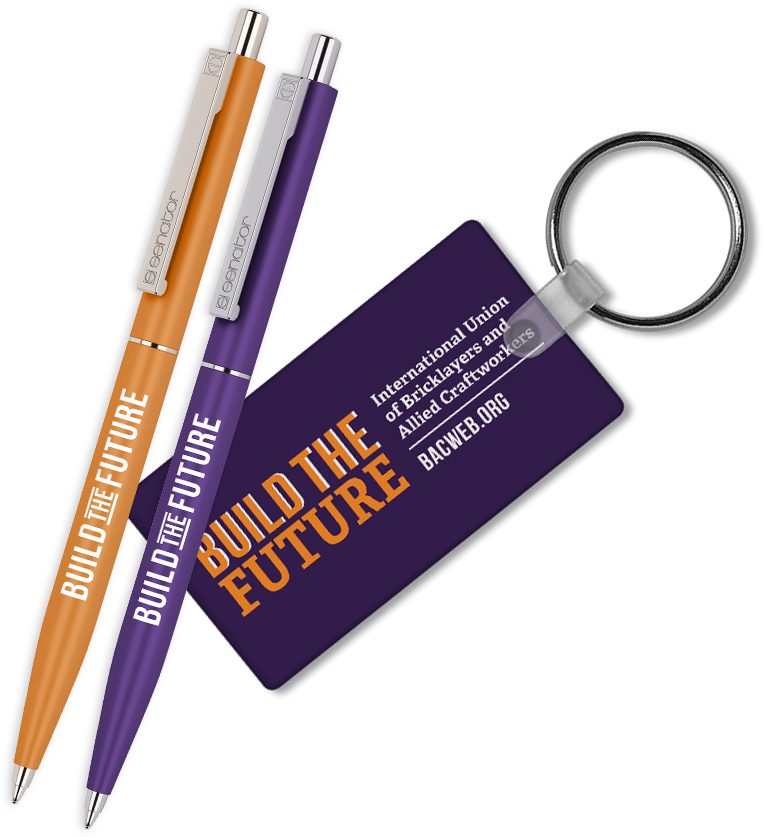 senator
BUILD THE FUTURE
senator
BUILD THE FUTURE
BUILD THE
FUTURE
International Union
of Bricklayers and
Allied Craftworkers
BACWEB.ORG